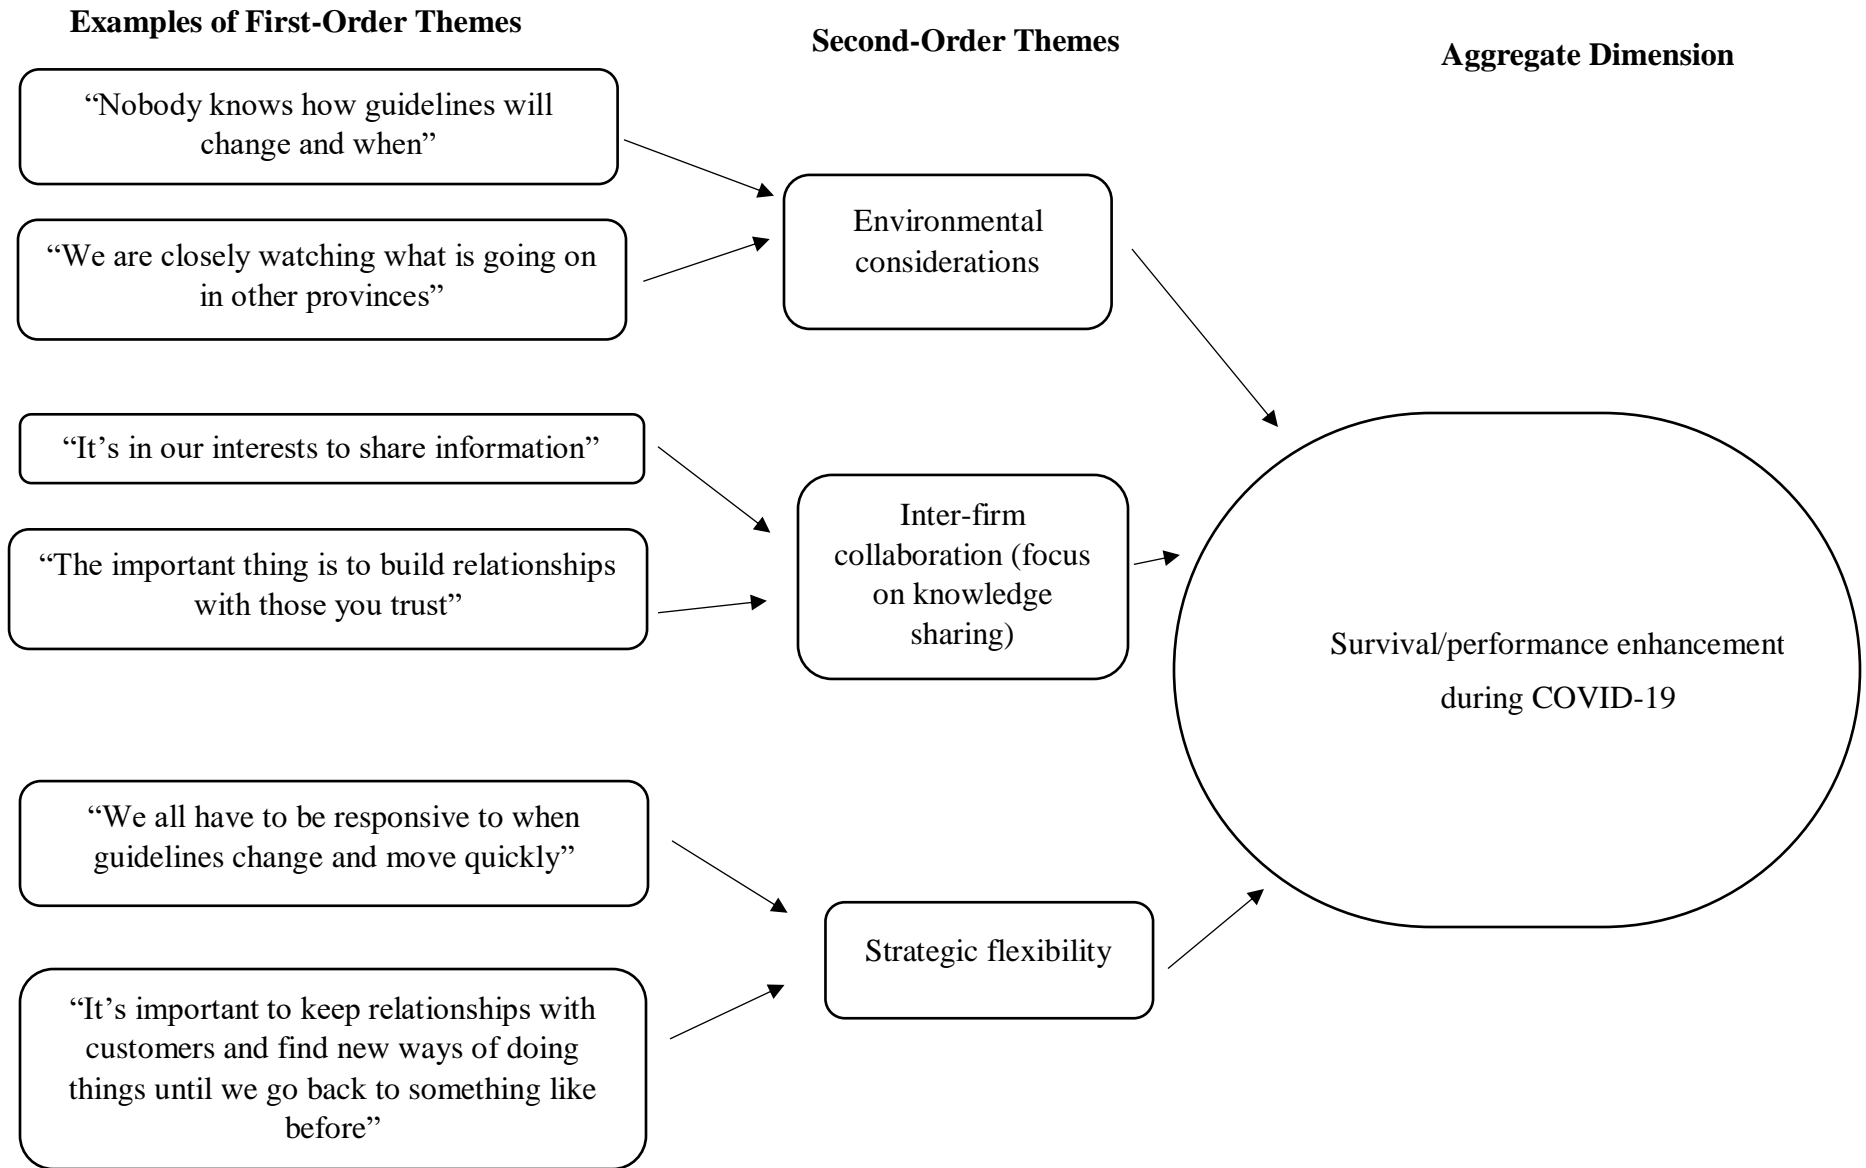 Examples of First-Order Themes
Second-Order Themes
Aggregate Dimension
“Nobody knows how guidelines will
change and when”
“We are closely watching what is going on
in other provinces”
Environmental
considerations
“It’s in our interests to share information”
“The important thing is to build relationships
with those you trust”
Inter-firm
collaboration (focus
on knowledge
sharing)
Survival/performance enhancement
during COVID-19
“We all have to be responsive to when
guidelines change and move quickly”
“It’s important to keep relationships with
customers and find new ways of doing
things until we go back to something like
before”
Strategic flexibility